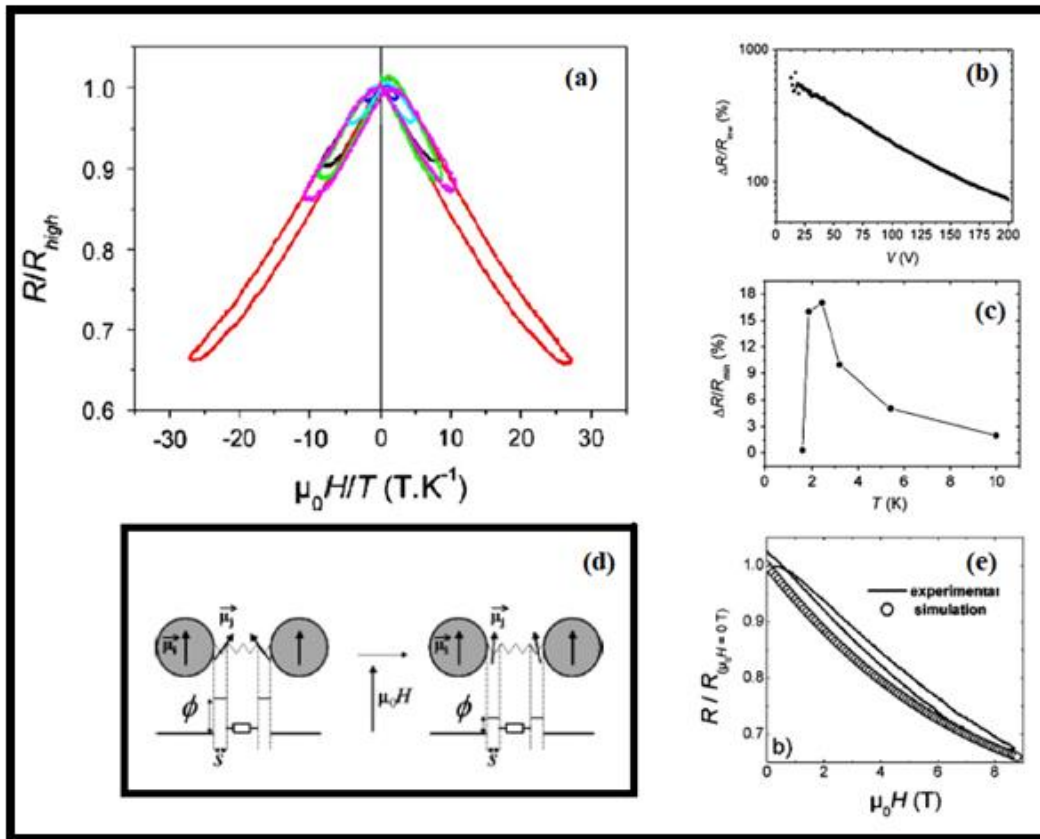 (a)
R/R_high
1.0
0.9
0.8
0.7
0.6
-30 -20 -10 0 10 20 30
μ₀H/T (T.K⁻¹)
(b)
ΔR/R_low (%)
1000
100
0 25 50 75 100 125 150 175 200
V (V)
(c)
ΔR/R_min (%)
18
15
12
9
6
3
0
2 4 6 8 10
T (K)
(d)
μᵢ μⱼ
μ₀H
μᵢ μⱼ
ϕ
s
ϕ
s
(e)
experimental
simulation
R / R(μ₀H = 0 T)
1.0
0.9
0.8
0.7
b)
0 2 4 6 8
μ₀H (T)